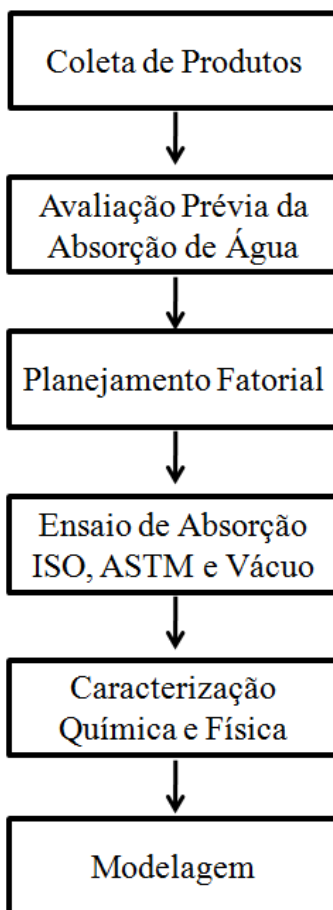 Coleta de Produtos
Avaliação Prévia da
Absorção de Água
Planejamento Fatorial
Ensaio de Absorção
ISO, ASTM e Vácuo
Caracterização
Química e Física
Modelagem